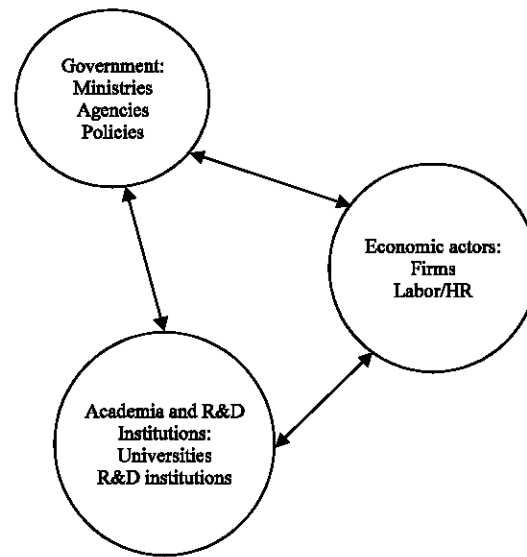 Government:
Ministries
Agencies
Policies
Economic actors:
Firms
Labor/HR
Academia and R&D
Institutions:
Universities
R&D institutions